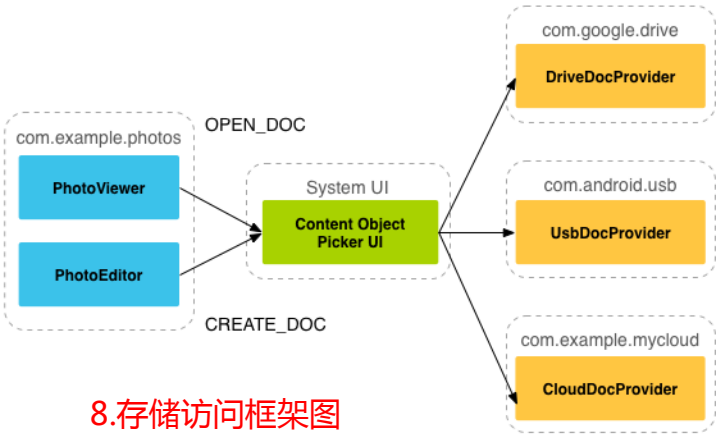 com.google.drive
DriveDocProvider
OPEN_DOC
com.example.photos
PhotoViewer
PhotoEditor
CREATE_DOC
System UI
Content Object
Picker UI
com.android.usb
UsbDocProvider
com.example.mycloud
CloudDocProvider
8.存储访问框架图